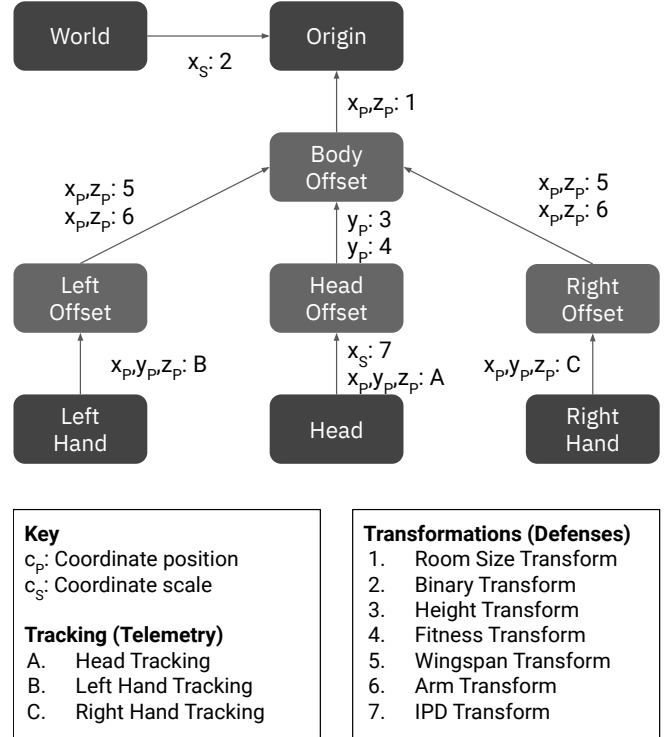 World
Origin
xS: 2
xP,zP: 1
Body
Offset
xP,zP: 5
xP,zP: 6
xP,zP: 5
xP,zP: 6
yP: 3
yP: 4
Left
Offset
Head
Offset
Right
Offset
xP,yP,zP: B
xS: 7
xP,yP,zP: A
xP,yP,zP: C
Left
Hand
Head
Right
Hand
Key
cP: Coordinate position
cS: Coordinate scale
Tracking (Telemetry)
A. Head Tracking
B. Left Hand Tracking
C. Right Hand Tracking
Transformations (Defenses)
1. Room Size Transform
2. Binary Transform
3. Height Transform
4. Fitness Transform
5. Wingspan Transform
6. Arm Transform
7. IPD Transform